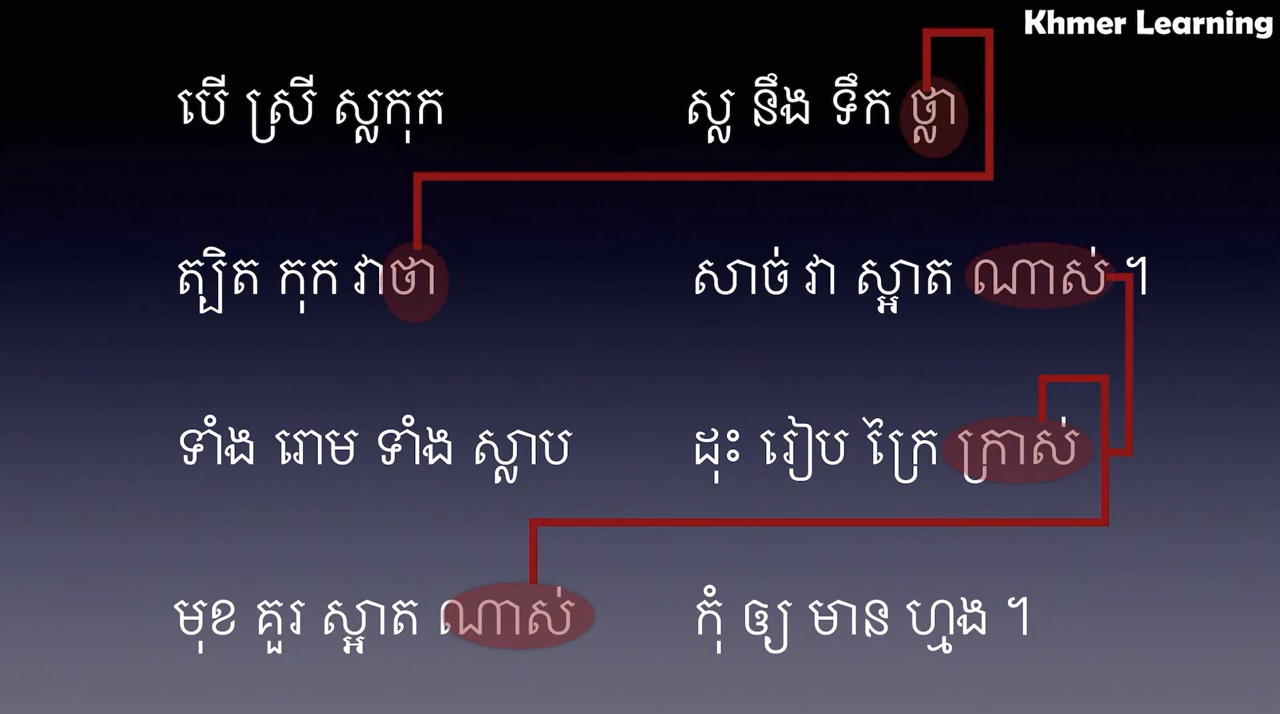 Khmer Learning
បើ ស្រី ស្លកុក ស្ល នឹង ទឹក ថ្លា
ត្បិត កុក វាថា សាច់ វា ស្អាត ណាស់ ។
ទាំង រោម ទាំង ស្លាប ដុះ រៀប ក្រៃ ក្រាស់
មុខ គួរ ស្អាត ណាស់ កុំ ឲ្យ មាន ហ្មង ។